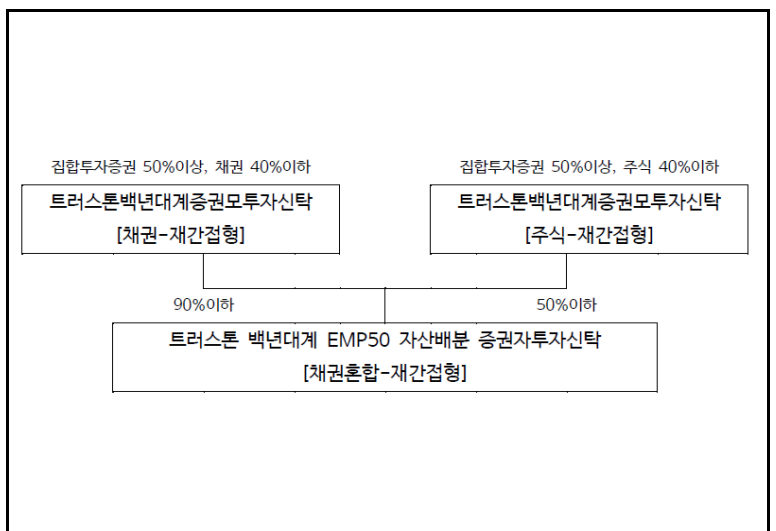 집합투자증권 50%이상, 채권 40%이하
트러스톤백년대계증권모투자신탁
[채권-재간접형]
집합투자증권 50%이상, 주식 40%이하
트러스톤백년대계증권모투자신탁
[주식-재간접형]
90%이하
50%이하
트러스톤 백년대계 EMP50 자산배분 증권자투자신탁
[채권혼합-재간접형]